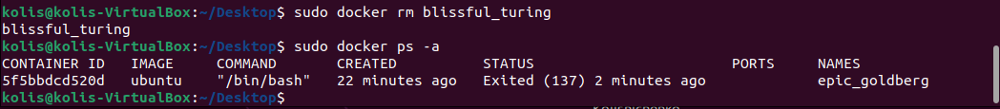 kolis@kolis-VirtualBox:~/Desktop$ sudo docker rm blissful_turing
blissful_turing
kolis@kolis-VirtualBox:~/Desktop$ sudo docker ps -a
CONTAINER ID   IMAGE     COMMAND       CREATED          STATUS                       PORTS     NAMES
5f5bbdcd520d   ubuntu    "/bin/bash"   22 minutes ago   Exited (137) 2 minutes ago             epic_goldberg
kolis@kolis-VirtualBox:~/Desktop$